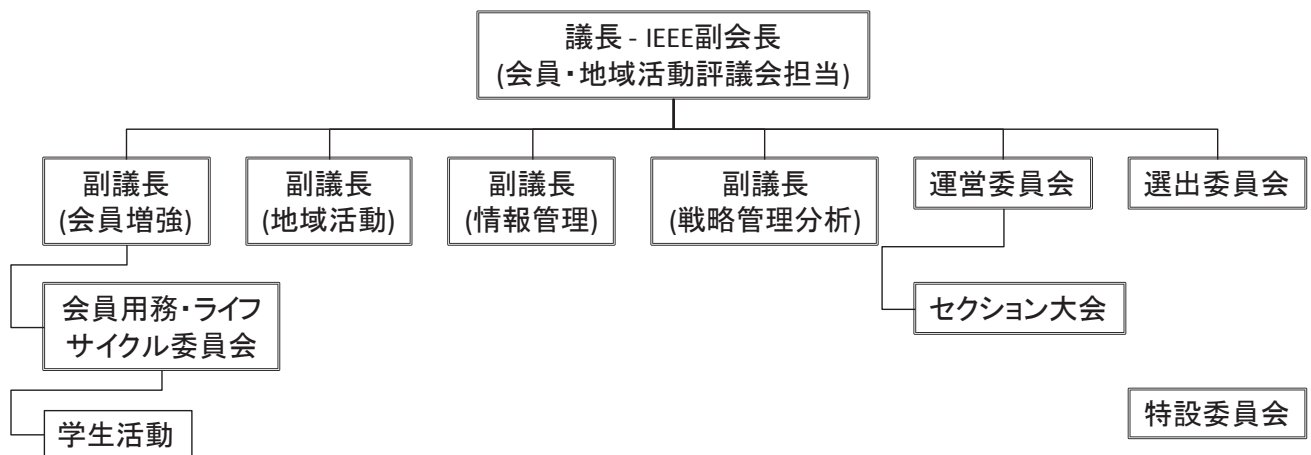 議長 - IEEE副会長
(会員・地域活動評議会担当)
副議長
(会員増強)
副議長
(地域活動)
副議長
(情報管理)
副議長
(戦略管理分析)
運営委員会
選出委員会
会員用務・ライフ
サイクル委員会
セクション大会
特設委員会
学生活動